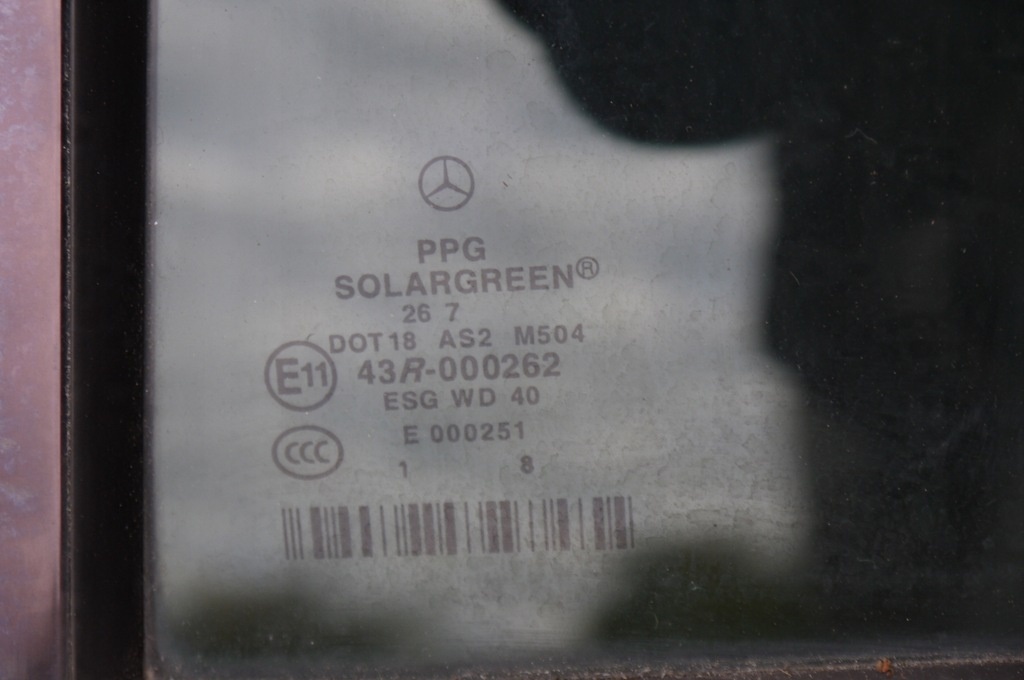 PPG
SOLARGREEN®
26 7
DOT18 AS2 M504
E11 43R-000262
ESG WD 40
E 000251
CCC
1 8